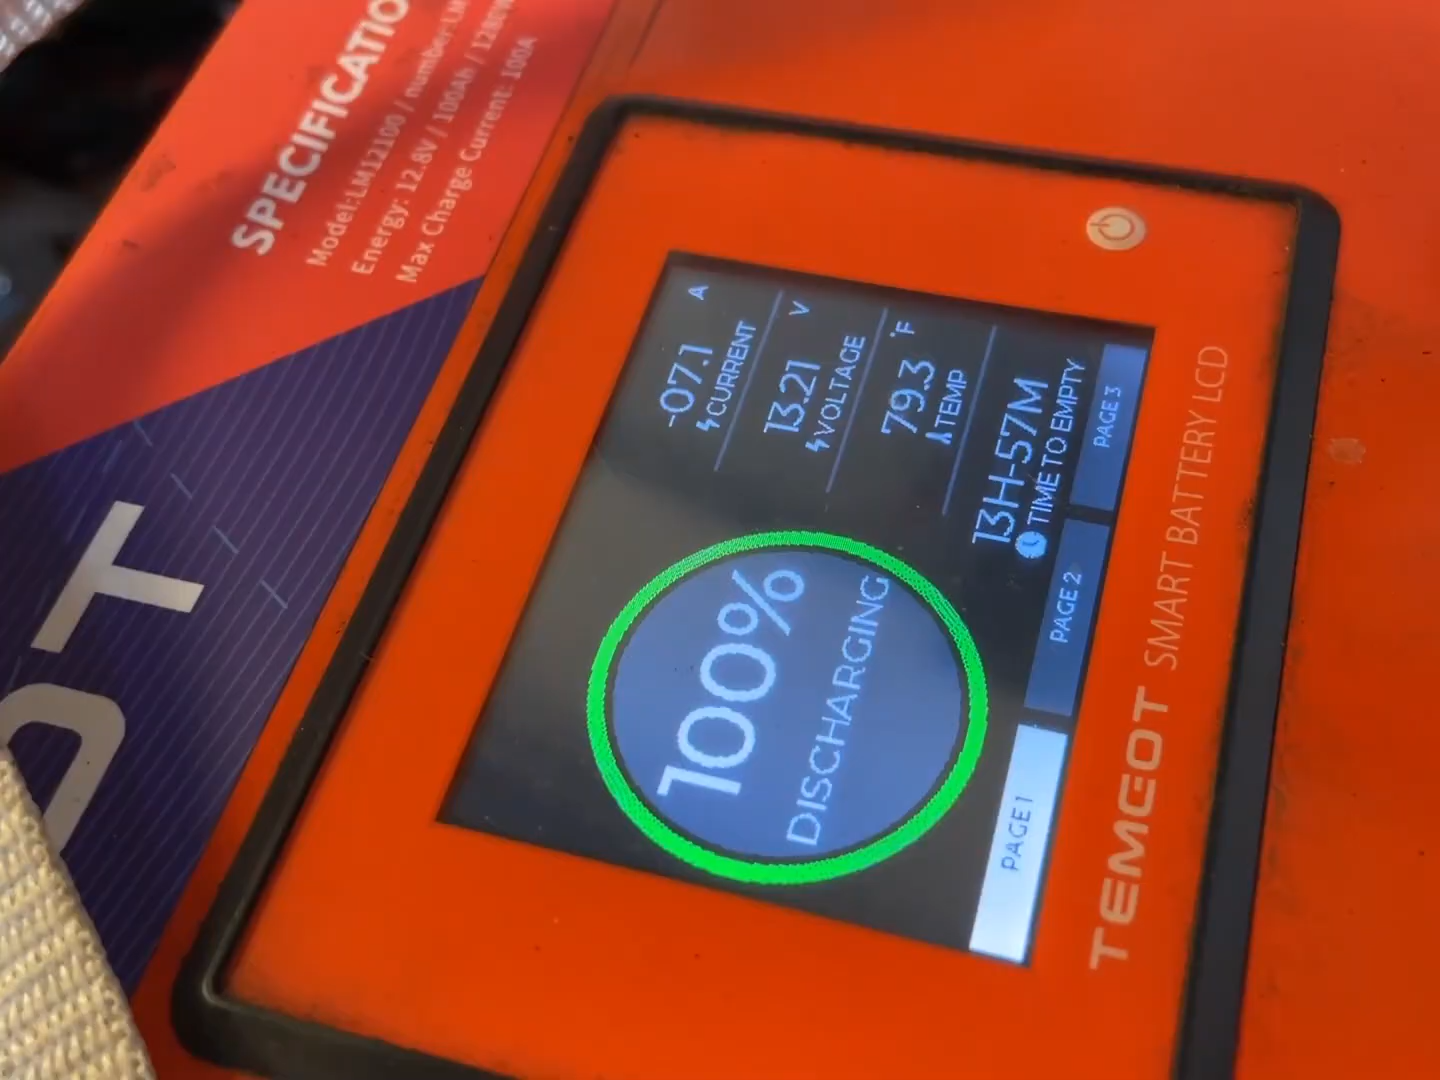 SPECIFICATIO
Model:LM12100 / number:LM
Energy: 12.8V / 100Ah / 1280W
Max Charge Current: 100A
OT
100%
DISCHARGING
-07.1 A
CURRENT
13.21 V
VOLTAGE
79.3 °F
TEMP
13H-57M
TIME TO EMPTY
PAGE 1
PAGE 2
PAGE 3
TEMGOT SMART BATTERY LCD